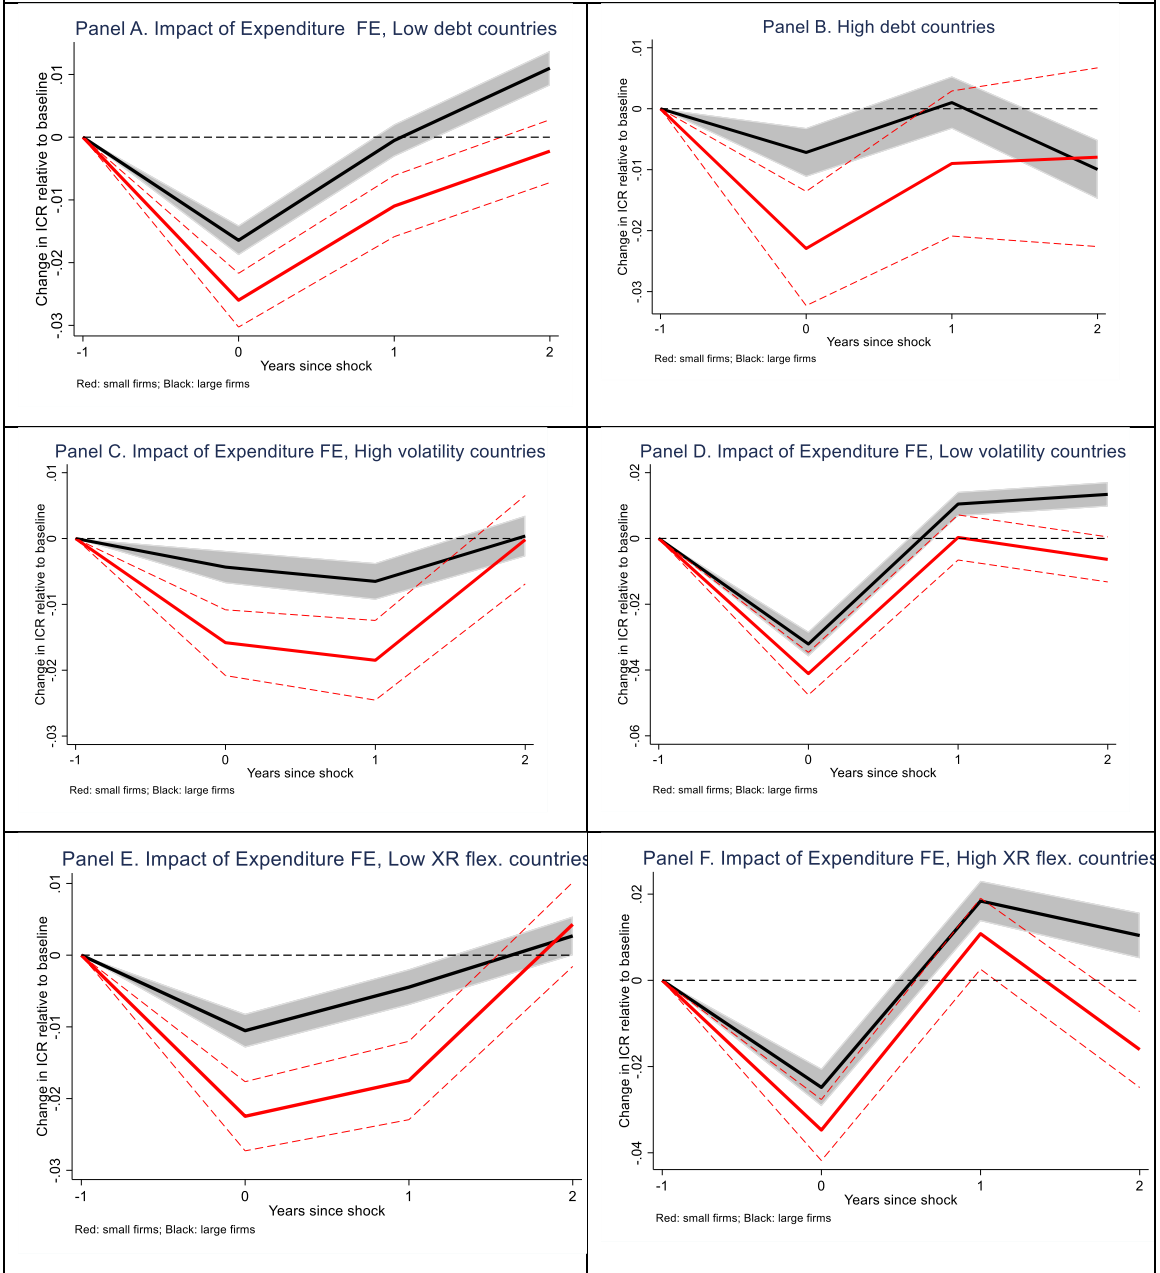 Panel A. Impact of Expenditure  FE, Low debt countries
Change in ICR relative to baseline
.01
0
-.01
-.02
-.03
-1 0 1 2
Years since shock
Red: small firms; Black: large firms
Panel B. High debt countries
Change in ICR relative to baseline
.01
0
-.01
-.02
-.03
-1 0 1 2
Years since shock
Red: small firms; Black: large firms
Panel C. Impact of Expenditure FE, High volatility countries
Change in ICR relative to baseline
.01
0
-.01
-.02
-.03
-1 0 1 2
Years since shock
Red: small firms; Black: large firms
Panel D. Impact of Expenditure FE, Low volatility countries
Change in ICR relative to baseline
.02
0
-.02
-.04
-.06
-1 0 1 2
Years since shock
Red: small firms; Black: large firms
Panel E. Impact of Expenditure FE, Low XR flex. countries
Change in ICR relative to baseline
.01
0
-.01
-.02
-.03
-1 0 1 2
Years since shock
Red: small firms; Black: large firms
Panel F. Impact of Expenditure FE, High XR flex. countries
Change in ICR relative to baseline
.02
0
-.02
-.04
-1 0 1 2
Years since shock
Red: small firms; Black: large firms